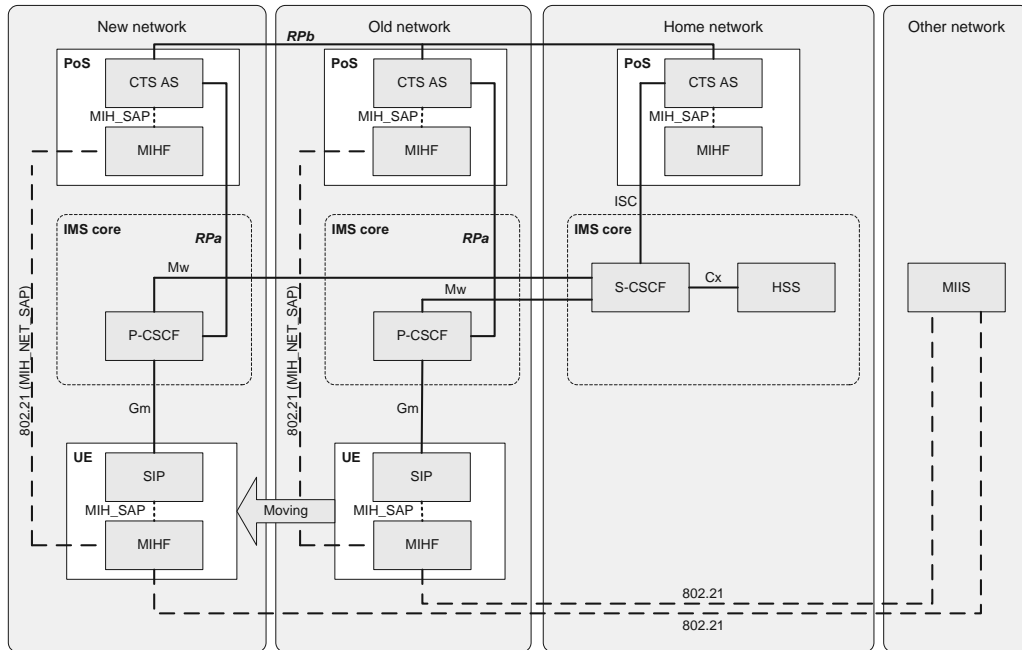 New network
Old network
Home network
Other network
RPb
PoS
PoS
PoS
CTS AS
CTS AS
CTS AS
MIH_SAP
MIH_SAP
MIH_SAP
MIHF
MIHF
MIHF
ISC
IMS core
IMS core
IMS core
RPa
RPa
Mw
Mw
Cx
S-CSCF
HSS
MIIS
P-CSCF
P-CSCF
802.21 (MIH_NET_SAP)
802.21 (MIH_NET_SAP)
Gm
Gm
UE
UE
SIP
SIP
MIH_SAP
Moving
MIH_SAP
MIHF
MIHF
802.21
802.21